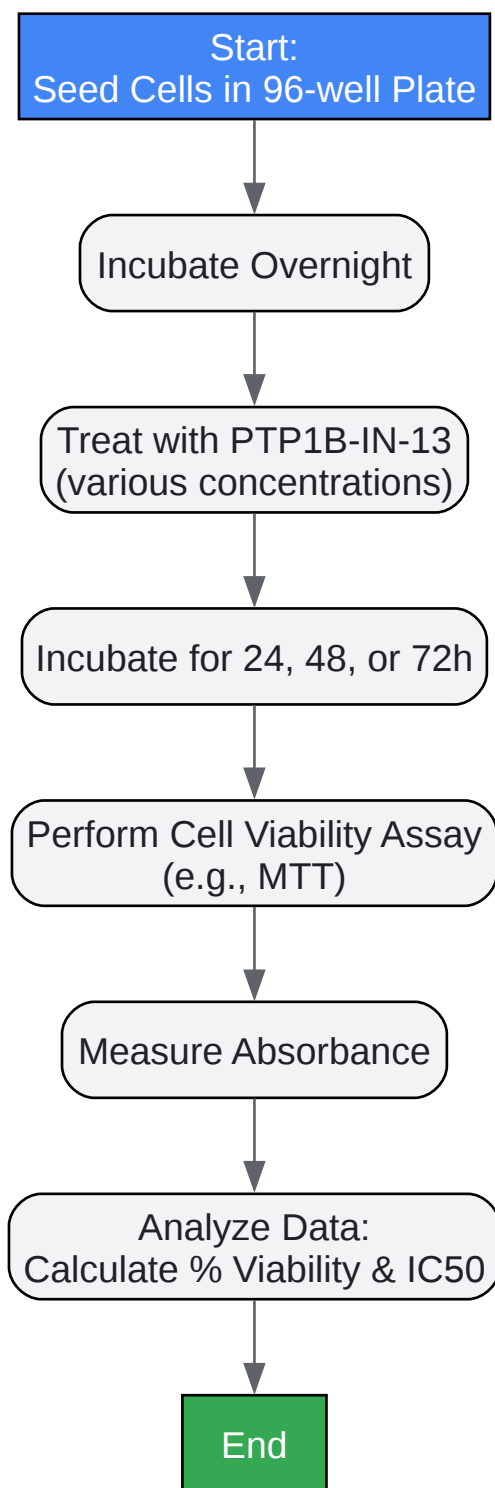 Start:
Seed Cells in 96-well Plate
Incubate Overnight
Treat with PTP1B-IN-13
(various concentrations)
Incubate for 24, 48, or 72h
Perform Cell Viability Assay
(e.g., MTT)
Measure Absorbance
Analyze Data:
Calculate % Viability & IC50
End